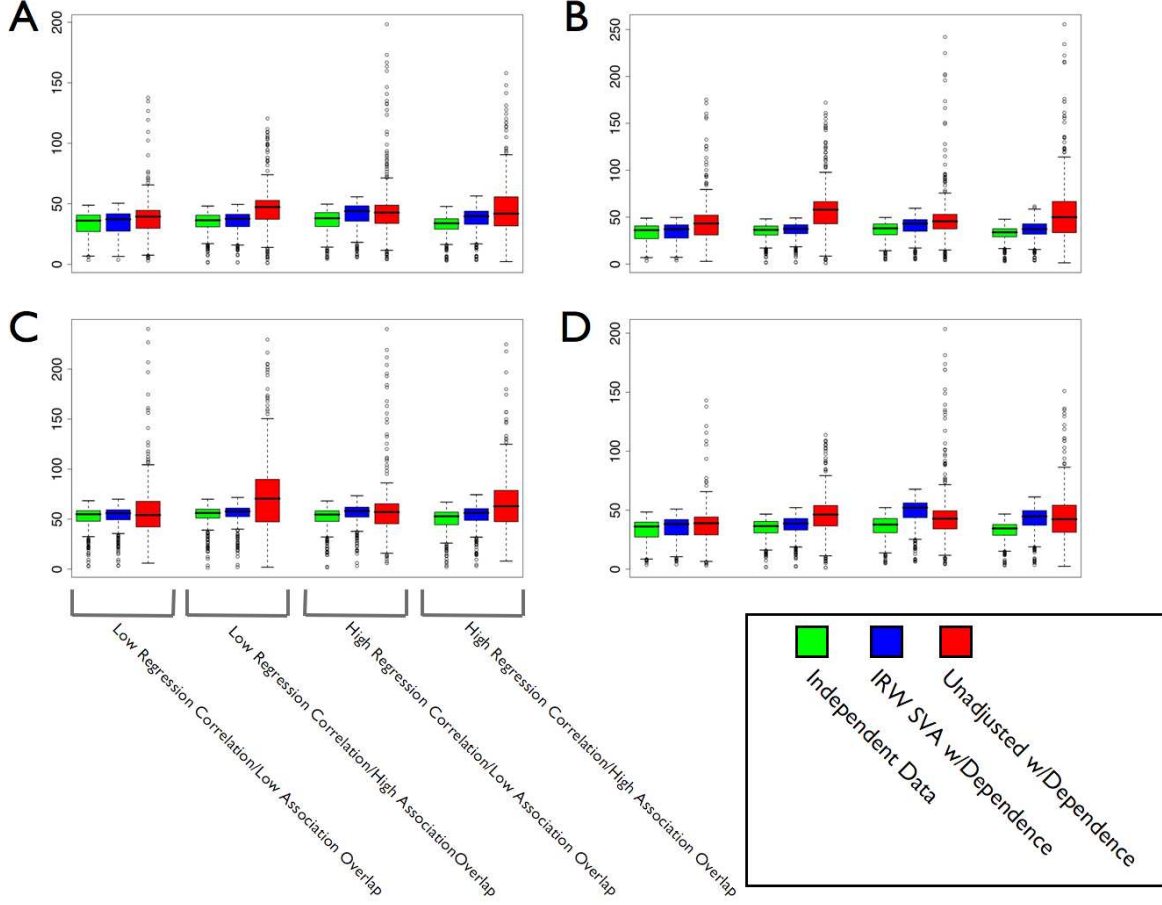 A
200
150
100
50
0
B
250
200
150
100
50
0
C
200
150
100
50
0
D
200
150
100
50
0
Low Regression Correlation/Low Association Overlap
Low Regression Correlation/High AssociationOverlap
High Regression Correlation/Low Association Overlap
High Regression Correlation/High Association Overlap
Independent Data
IRW SVA w/Dependence
Unadjusted w/Dependence